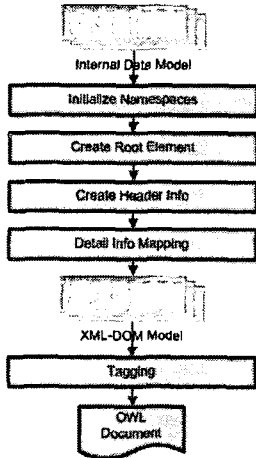 Internal Data Model
Initialize Namespaces
Create Root Element
Create Header Info
Detail Info Mapping
XML-DOM Model
Tagging
OWL
Document